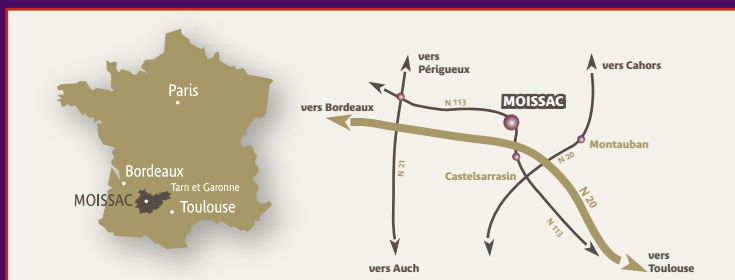 Paris
Bordeaux
Tarn et Garonne
MOISSAC
Toulouse
vers
Périgueux
vers Cahors
vers Bordeaux
N 113
MOISSAC
Montauban
N 20
Castelsarrasin
N 21
N 20
N 113
vers Auch
vers
Toulouse